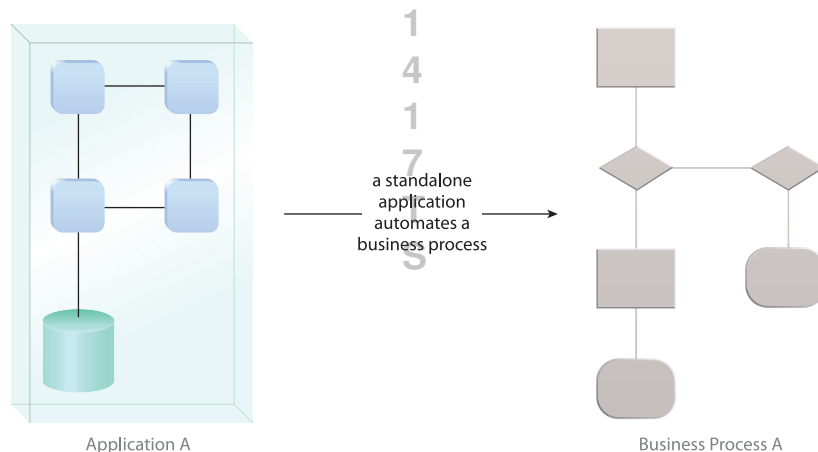 1
4
1
7
T
S
a standalone
application
automates a
business process
Application A
Business Process A